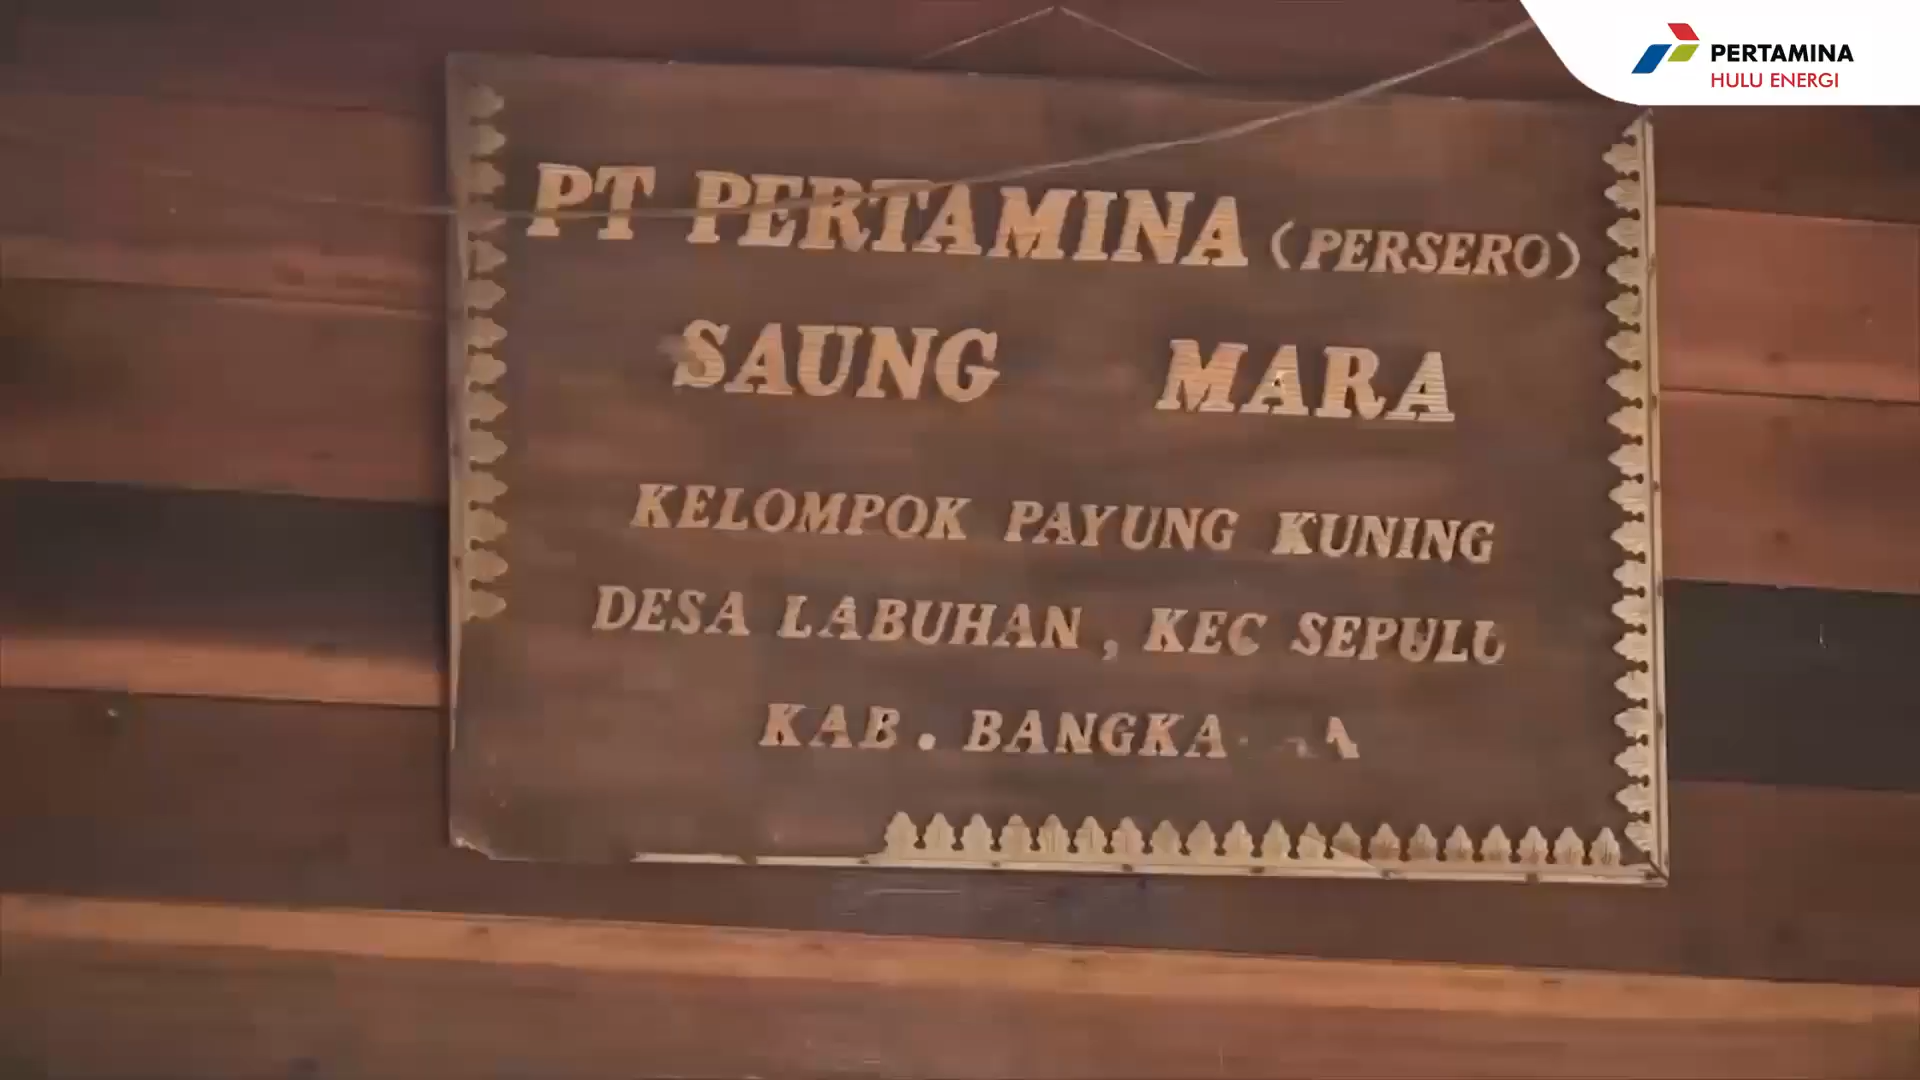 PERTAMINA
HULU ENERGI
PT PERTAMINA (PERSERO)
SAUNG MARA
KELOMPOK PAYUNG KUNING
DESA LABUHAN, KEC SEPULU
KAB. BANGKA